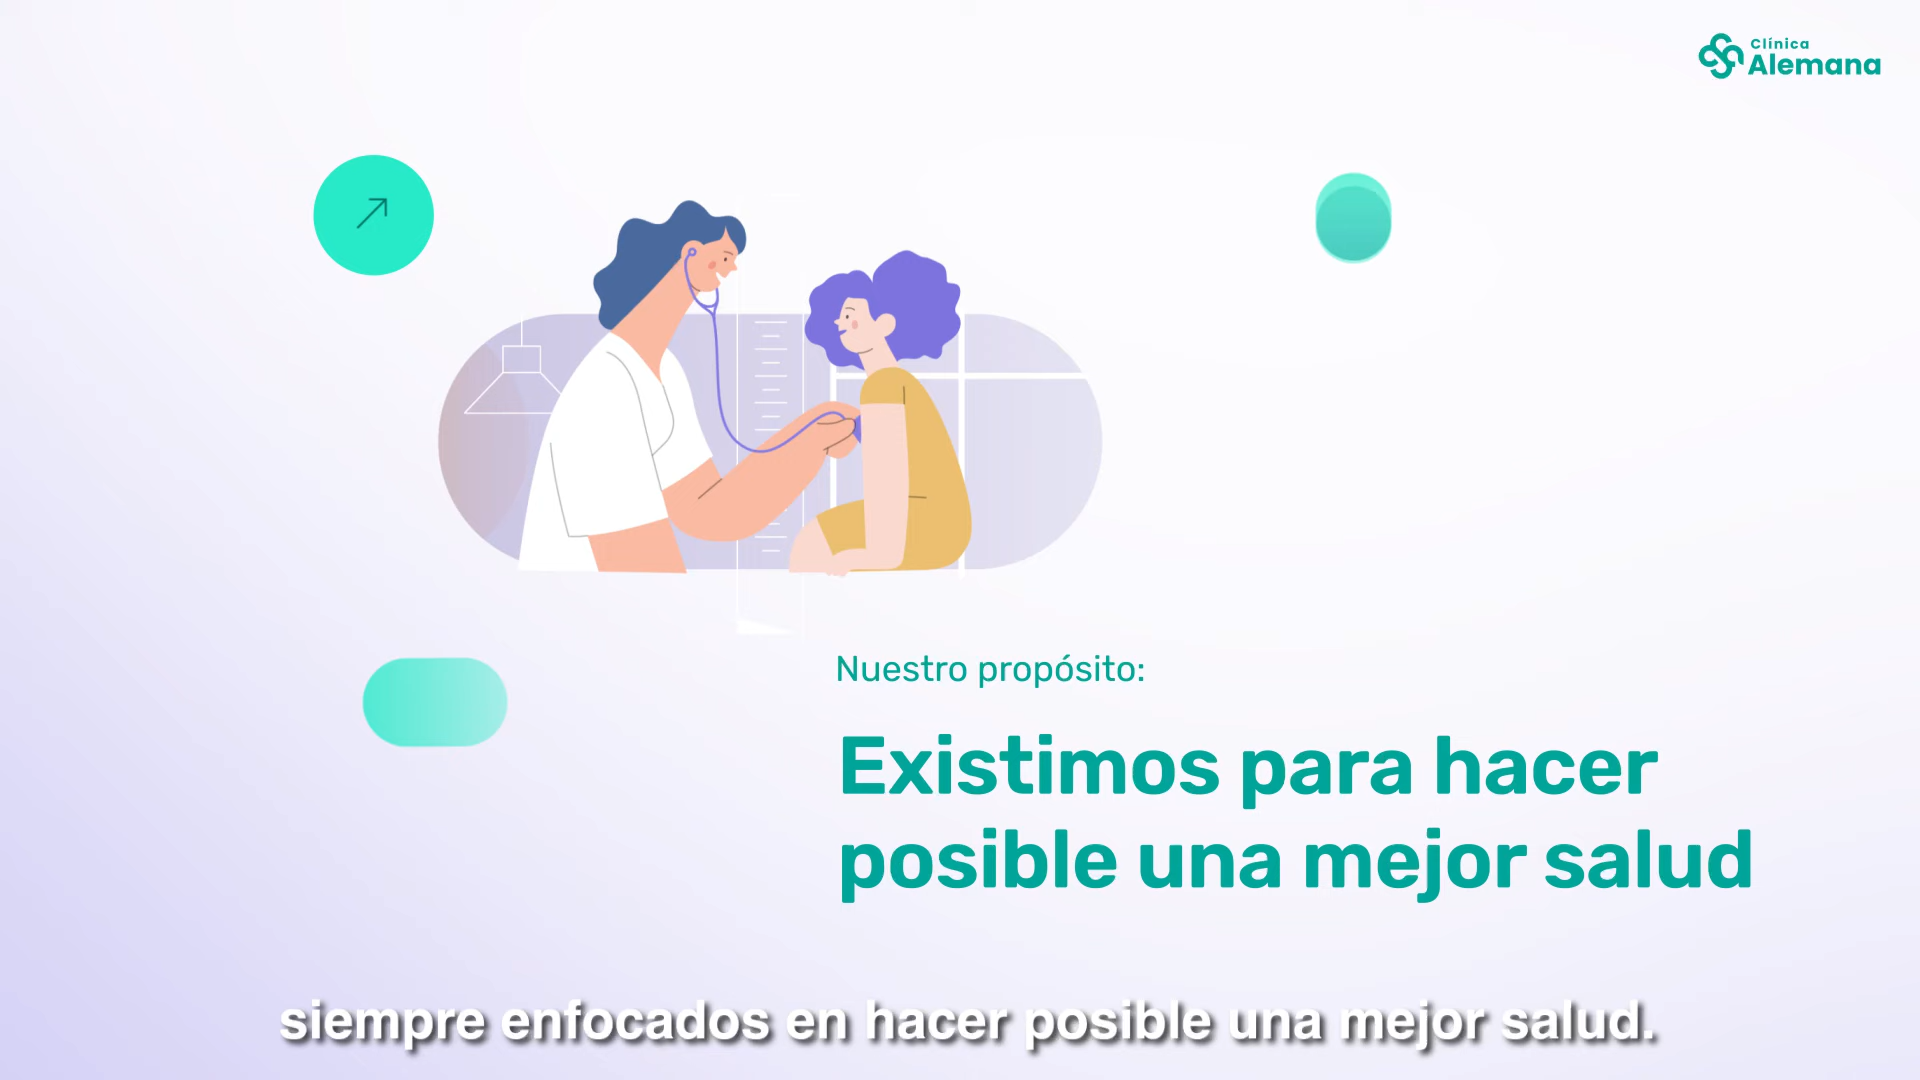 Clínica
Alemana
Nuestro propósito:
Existimos para hacer
posible una mejor salud
siempre enfocados en hacer posible una mejor salud.